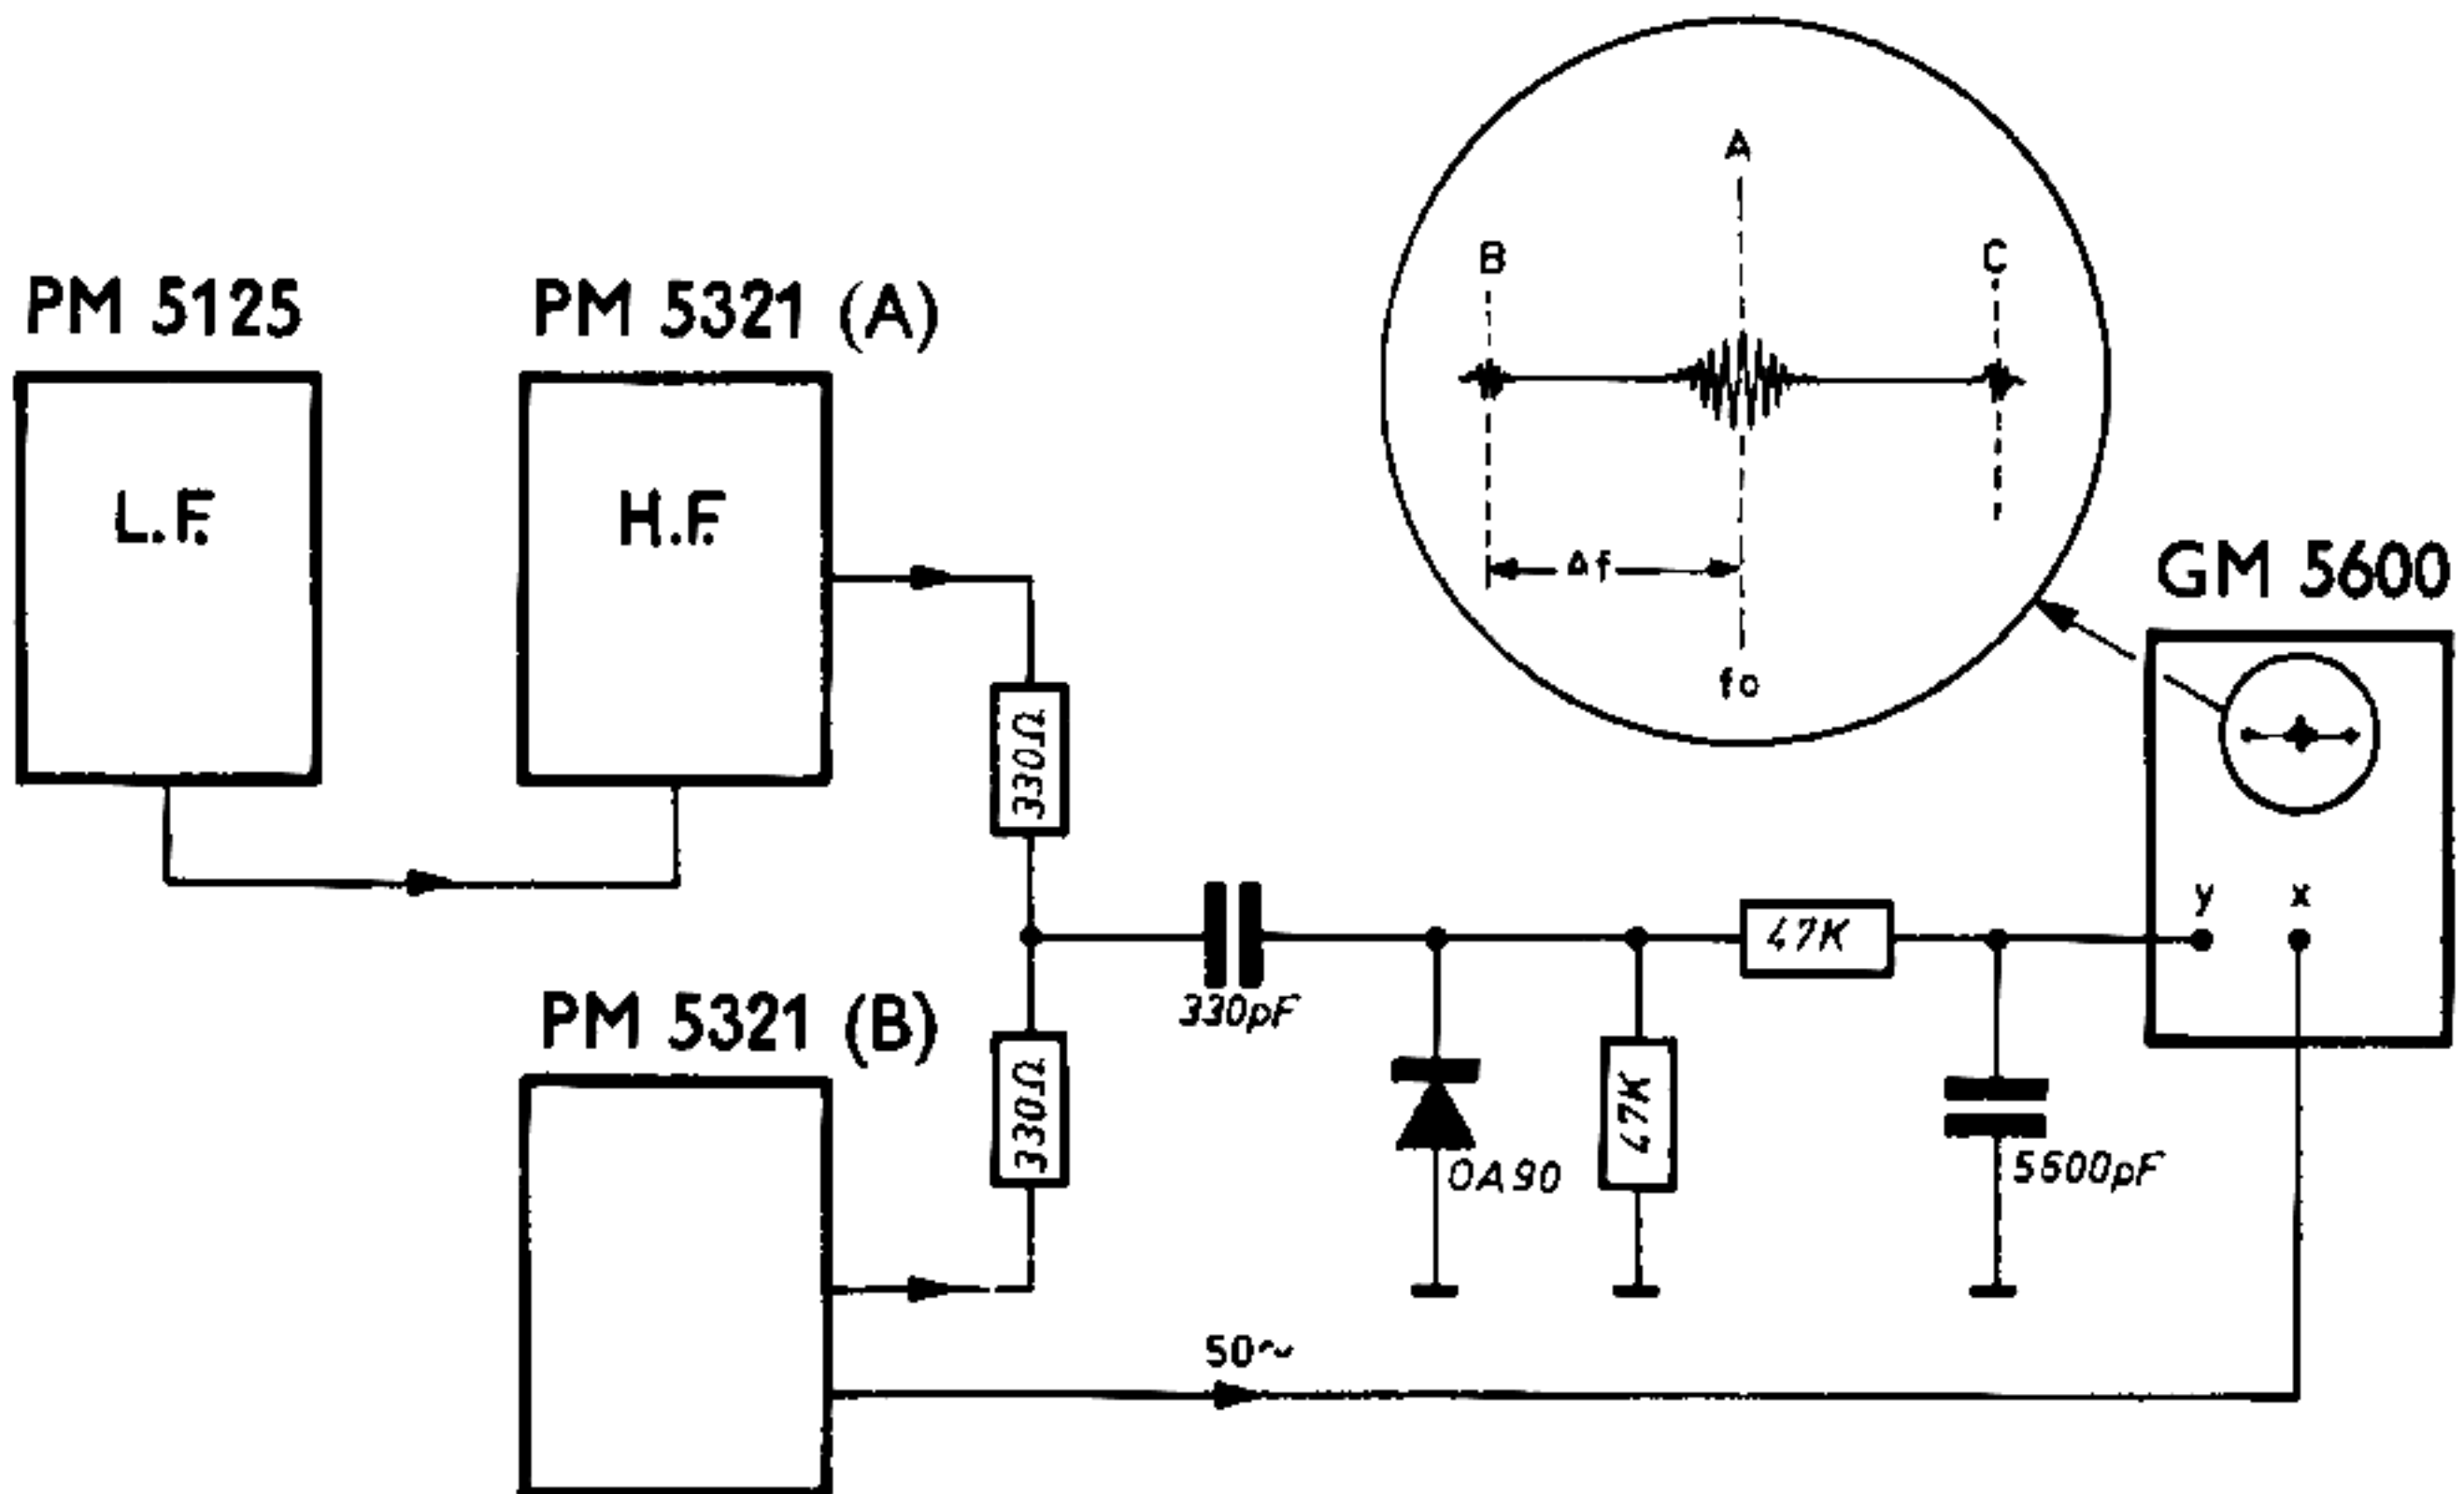 PM 5125
L.F.
PM 5321 (A)
H.F.
A
B
C
Δf
fo
GM 5600
y
x
330Ω
330pF
47K
PM 5321 (B)
330Ω
OA90
47K
5600pF
50~